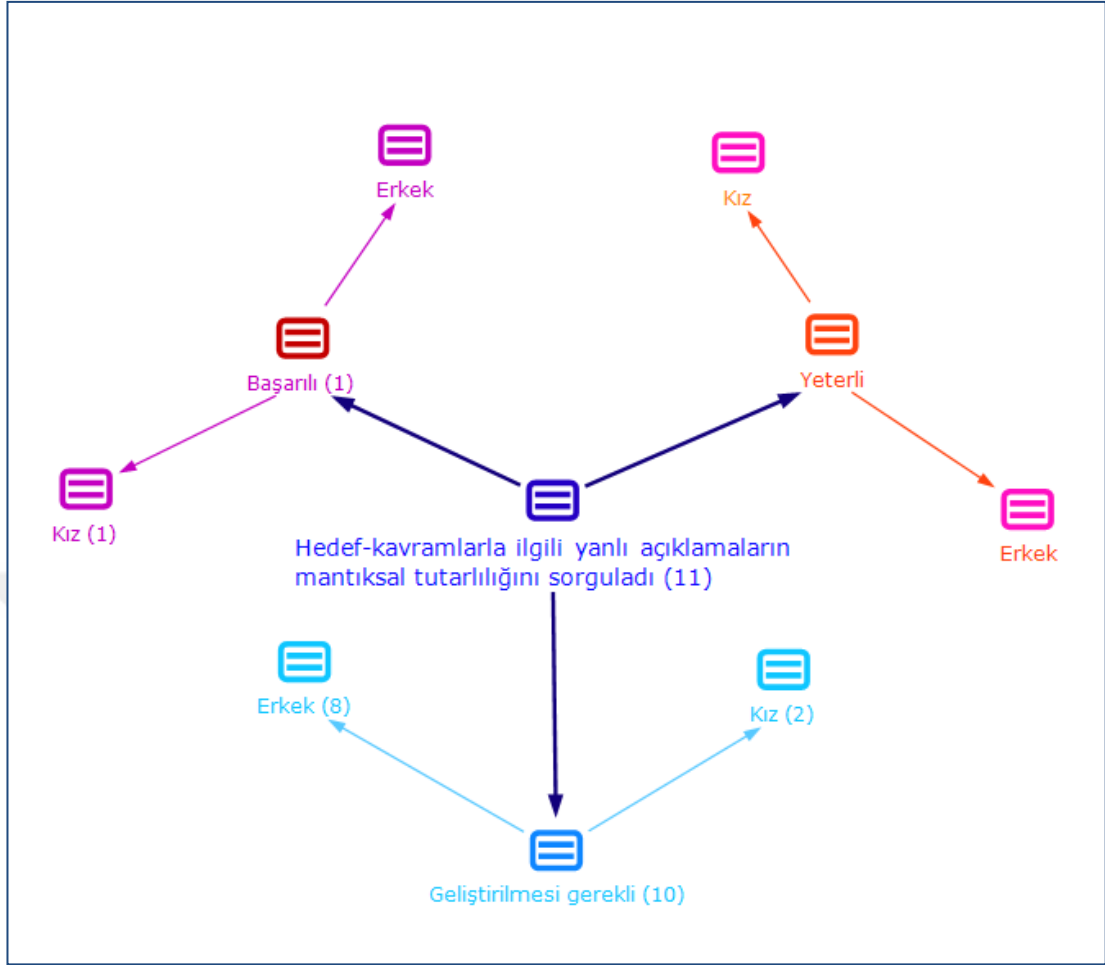 Erkek
Kız
Başarılı (1)
Yeterli
Kız (1)
Erkek
Hedef-kavramlarla ilgili yanlı açıklamaların
mantıksal tutarlılığını sorguladı (11)
Erkek (8)
Kız (2)
Geliştirilmesi gerekli (10)